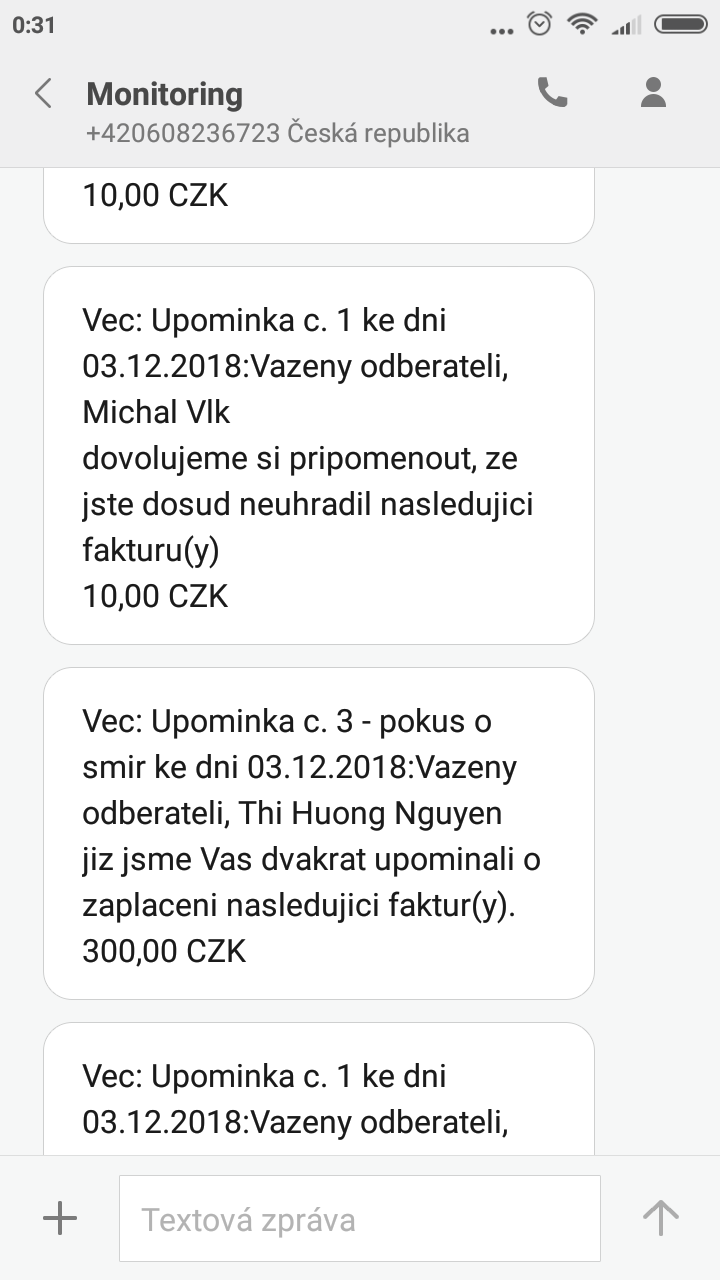 0:31
Monitoring
+420608236723 Česká republika
10,00 CZK
Vec: Upominka c. 1 ke dni
03.12.2018:Vazeny odberateli,
Michal Vlk
dovolujeme si pripomenout, ze
jste dosud neuhradil nasledujici
fakturu(y)
10,00 CZK
Vec: Upominka c. 3 - pokus o
smir ke dni 03.12.2018:Vazeny
odberateli, Thi Huong Nguyen
jiz jsme Vas dvakrat upominali o
zaplaceni nasledujici faktur(y).
300,00 CZK
Vec: Upominka c. 1 ke dni
03.12.2018:Vazeny odberateli,
Textová zpráva